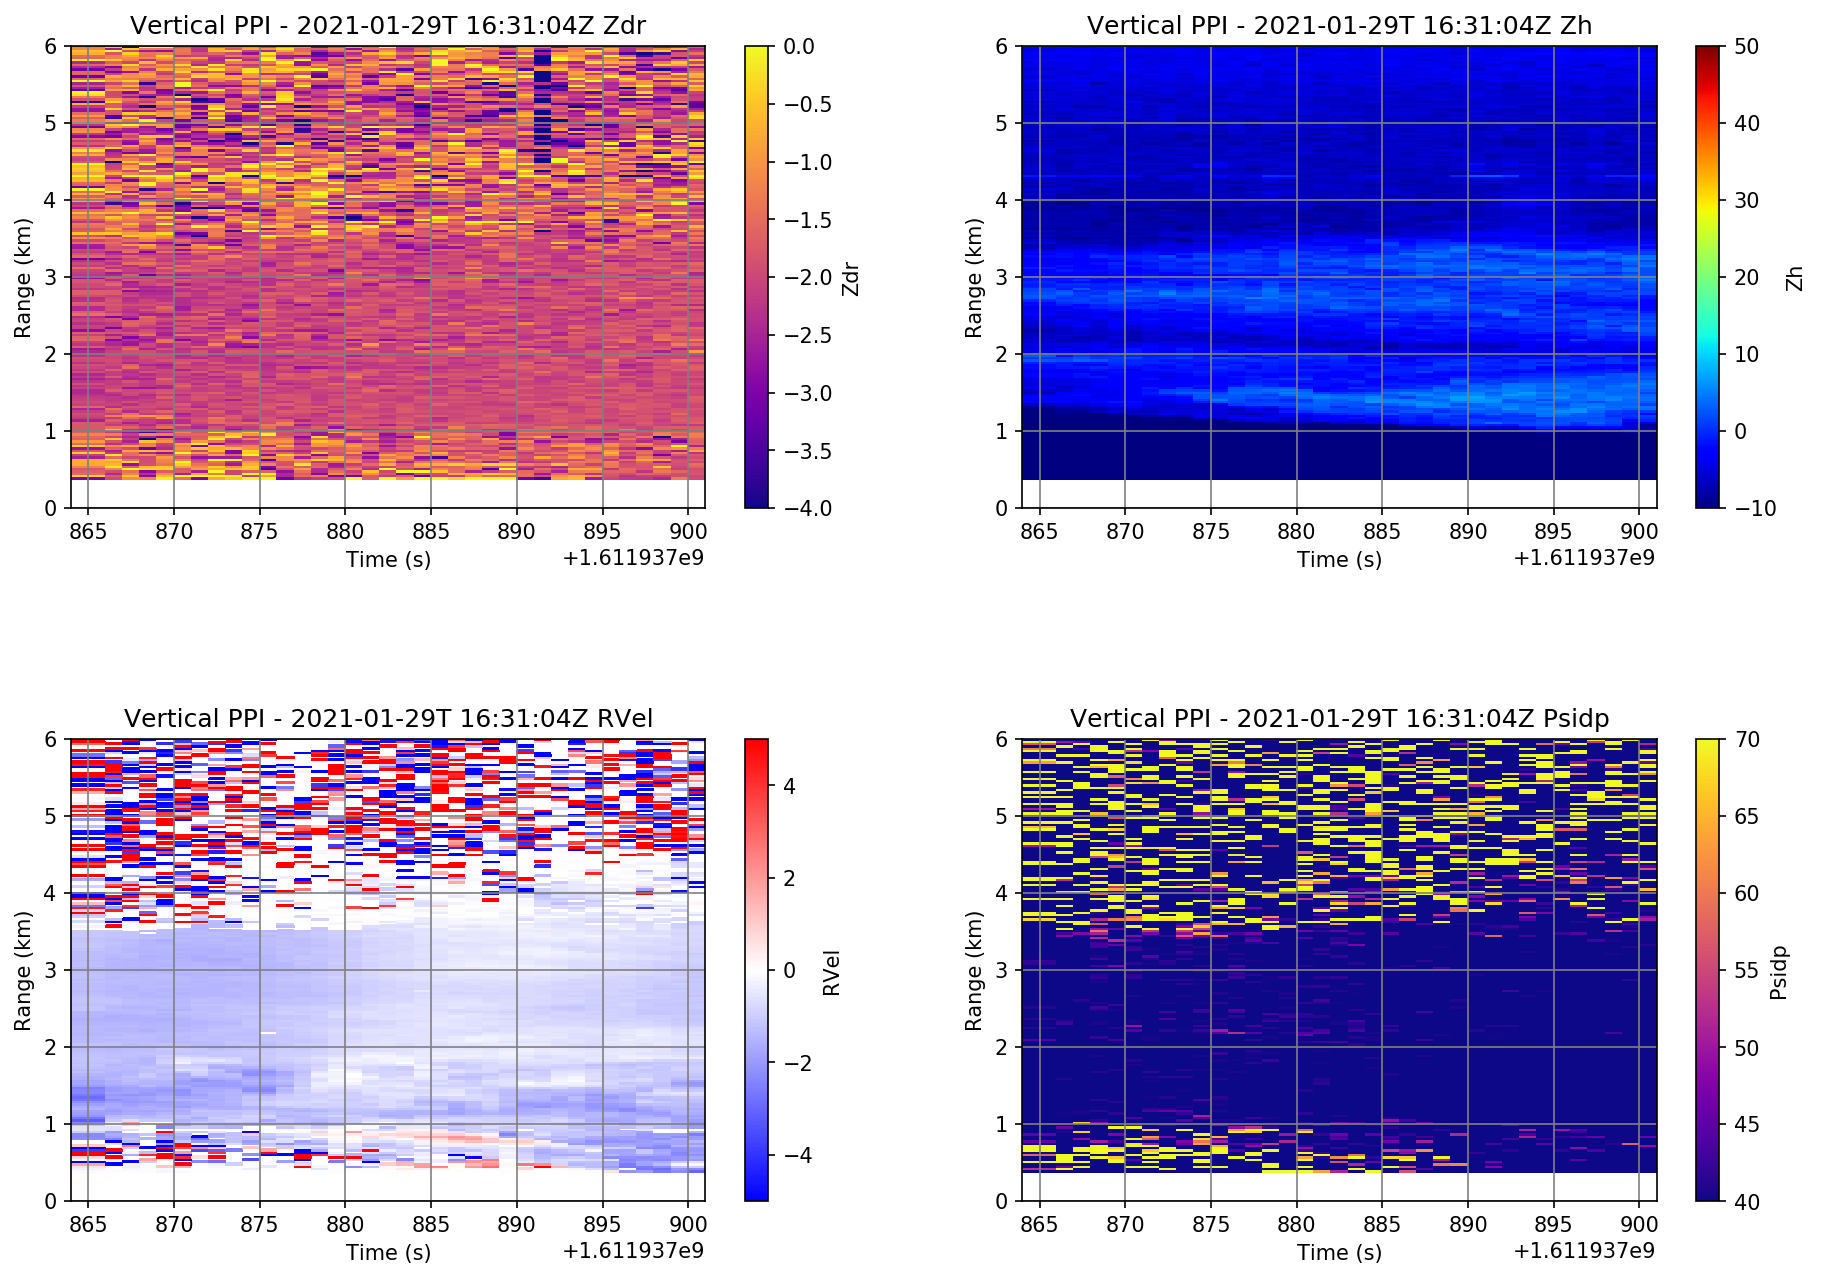 Vertical PPI - 2021-01-29T 16:31:04Z Zdr
6
5
4
3
2
1
0
Range (km)
865 870 875 880 885 890 895 900
Time (s)
+1.611937e9
0.0
−0.5
−1.0
−1.5
−2.0
−2.5
−3.0
−3.5
−4.0
Zdr
Vertical PPI - 2021-01-29T 16:31:04Z Zh
6
5
4
3
2
1
0
Range (km)
865 870 875 880 885 890 895 900
Time (s)
+1.611937e9
50
40
30
20
10
0
−10
Zh
Vertical PPI - 2021-01-29T 16:31:04Z RVel
6
5
4
3
2
1
0
Range (km)
865 870 875 880 885 890 895 900
Time (s)
+1.611937e9
4
2
0
−2
−4
RVel
Vertical PPI - 2021-01-29T 16:31:04Z Psidp
6
5
4
3
2
1
0
Range (km)
865 870 875 880 885 890 895 900
Time (s)
+1.611937e9
70
65
60
55
50
45
40
Psidp